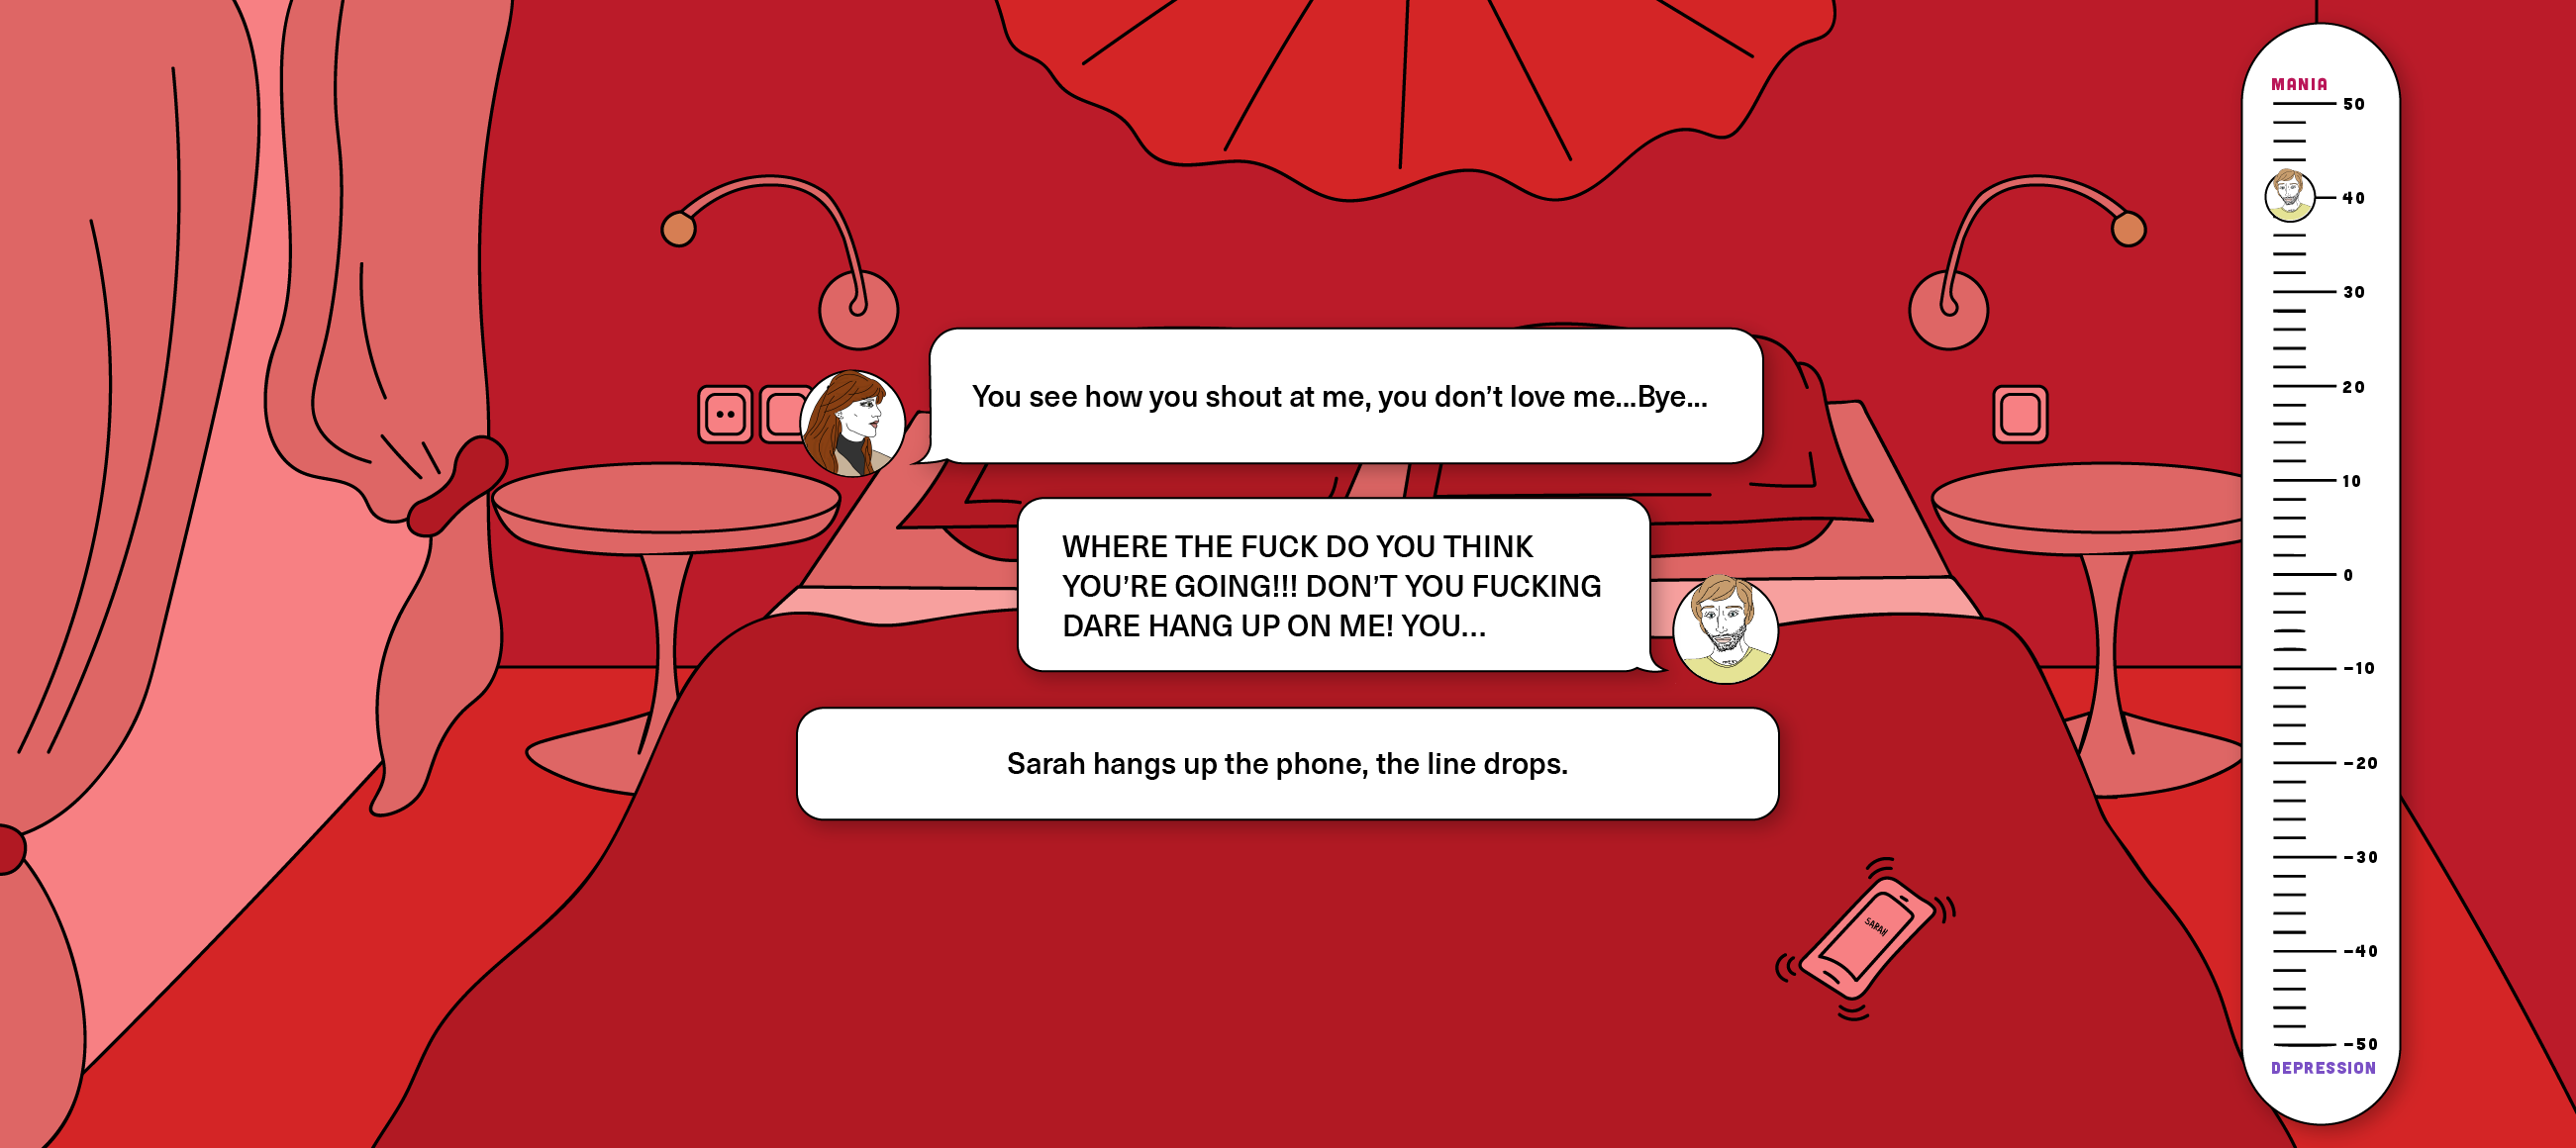 MANIA
50
40
30
20
10
0
-10
-20
-30
-40
-50
DEPRESSION
You see how you shout at me, you don’t love me...Bye...
WHERE THE FUCK DO YOU THINK
YOU’RE GOING!!! DON’T YOU FUCKING
DARE HANG UP ON ME! YOU...
Sarah hangs up the phone, the line drops.
SARAH